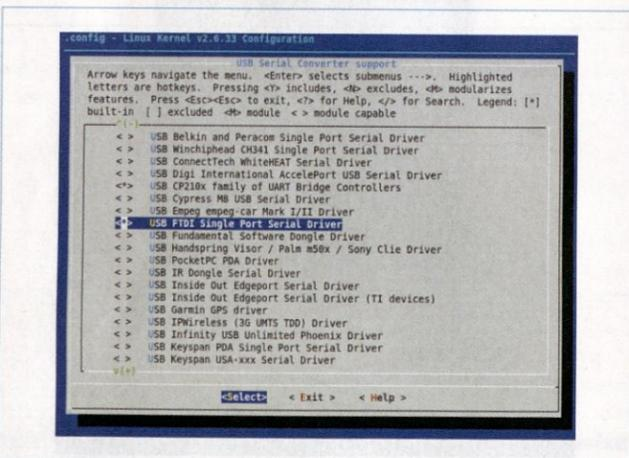 .config - Linux Kernel v2.6.33 Configuration
USB Serial Converter support
Arrow keys navigate the menu. <Enter> selects submenus --->. Highlighted
letters are hotkeys. Pressing <Y> includes, <N> excludes, <M> modularizes
features. Press <Esc><Esc> to exit, <?> for Help, </> for Search. Legend: [*]
built-in [ ] excluded <M> module < > module capable
^(-)
< > USB Belkin and Peracom Single Port Serial Driver
< > USB Winchiphead CH341 Single Port Serial Driver
< > USB ConnectTech WhiteHEAT Serial Driver
< > USB Digi International AccelePort USB Serial Driver
<*> USB CP210x family of UART Bridge Controllers
< > USB Cypress M8 USB Serial Driver
< > USB Empeg empeg-car Mark I/II Driver
<*> USB FTDI Single Port Serial Driver
< > USB Fundamental Software Dongle Driver
< > USB Handspring Visor / Palm m50x / Sony Clie Driver
< > USB PocketPC PDA Driver
< > USB IR Dongle Serial Driver
< > USB Inside Out Edgeport Serial Driver
< > USB Inside Out Edgeport Serial Driver (TI devices)
< > USB Garmin GPS driver
< > USB IPWireless (3G UMTS TDD) Driver
< > USB Infinity USB Unlimited Phoenix Driver
< > USB Keyspan PDA Single Port Serial Driver
< > USB Keyspan USA-xxx Serial Driver
v(+)
<Select> < Exit > < Help >